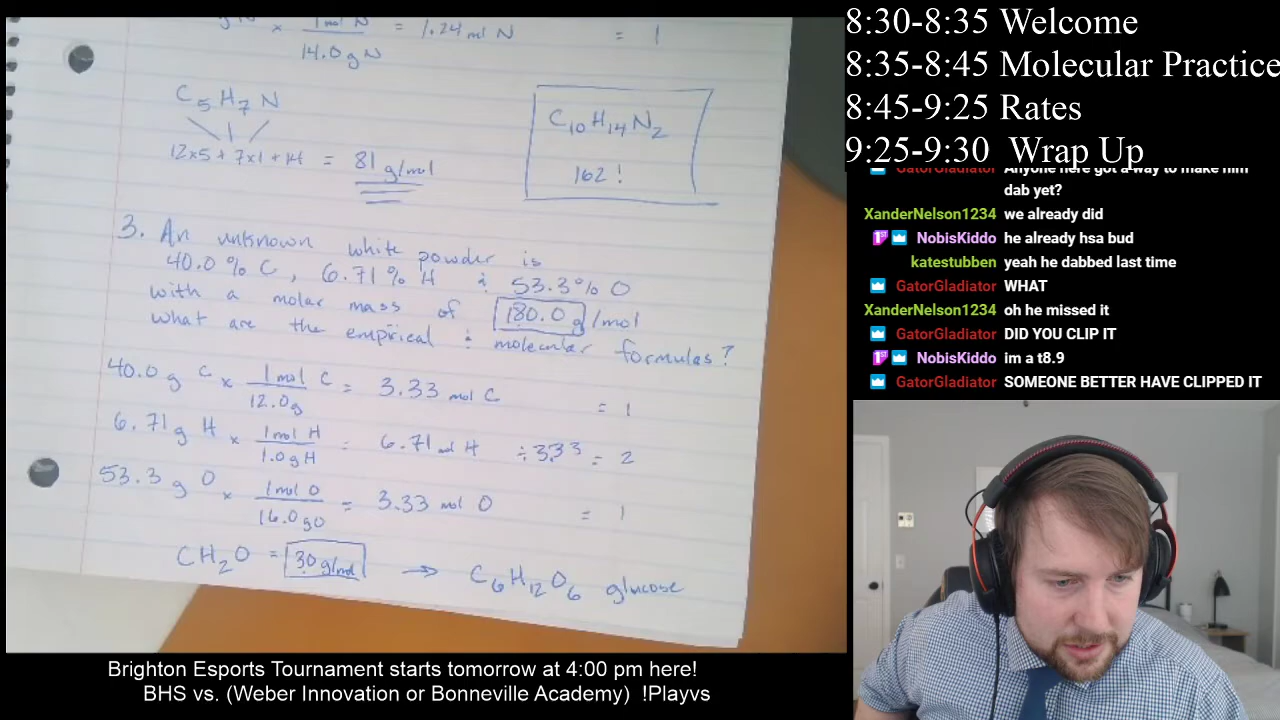 × 1 mol N = 1.24 mol N = 1
14.0 g N
C5H7N
12x5 + 7x1 + 14 = 81 g/mol
C10H14N2
162!
3. An unknown white powder is
40.0% C, 6.71% H & 53.3% O
with a molar mass of 180.0 g/mol
what are the empirical & molecular formulas?
40.0 g C × 1 mol C = 3.33 mol C = 1
12.0g
6.71 g H × 1 mol H = 6.71 mol H ÷ 3.33 = 2
1.0 g H
53.3 g O × 1 mol O = 3.33 mol O = 1
16.0 g O
CH2O = 30 g/mol → C6H12O6 glucose
8:30-8:35 Welcome
8:35-8:45 Molecular Practice
8:45-9:25 Rates
9:25-9:30 Wrap Up
GatorGladiator Anyone here got a way to make him
dab yet?
XanderNelson1234 we already did
NobisKiddo he already hsa bud
katestubben yeah he dabbed last time
GatorGladiator WHAT
XanderNelson1234 oh he missed it
GatorGladiator DID YOU CLIP IT
NobisKiddo im a t8.9
GatorGladiator SOMEONE BETTER HAVE CLIPPED IT
Brighton Esports Tournament starts tomorrow at 4:00 pm here!
BHS vs. (Weber Innovation or Bonneville Academy) !Playvs